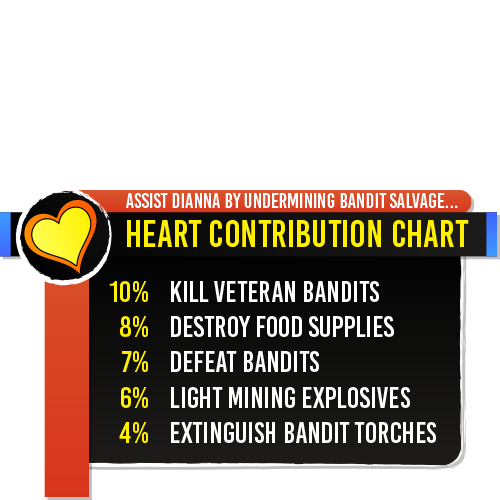 ASSIST DIANNA BY UNDERMINING BANDIT SALVAGE...
HEART CONTRIBUTION CHART
10% KILL VETERAN BANDITS
8% DESTROY FOOD SUPPLIES
7% DEFEAT BANDITS
6% LIGHT MINING EXPLOSIVES
4% EXTINGUISH BANDIT TORCHES